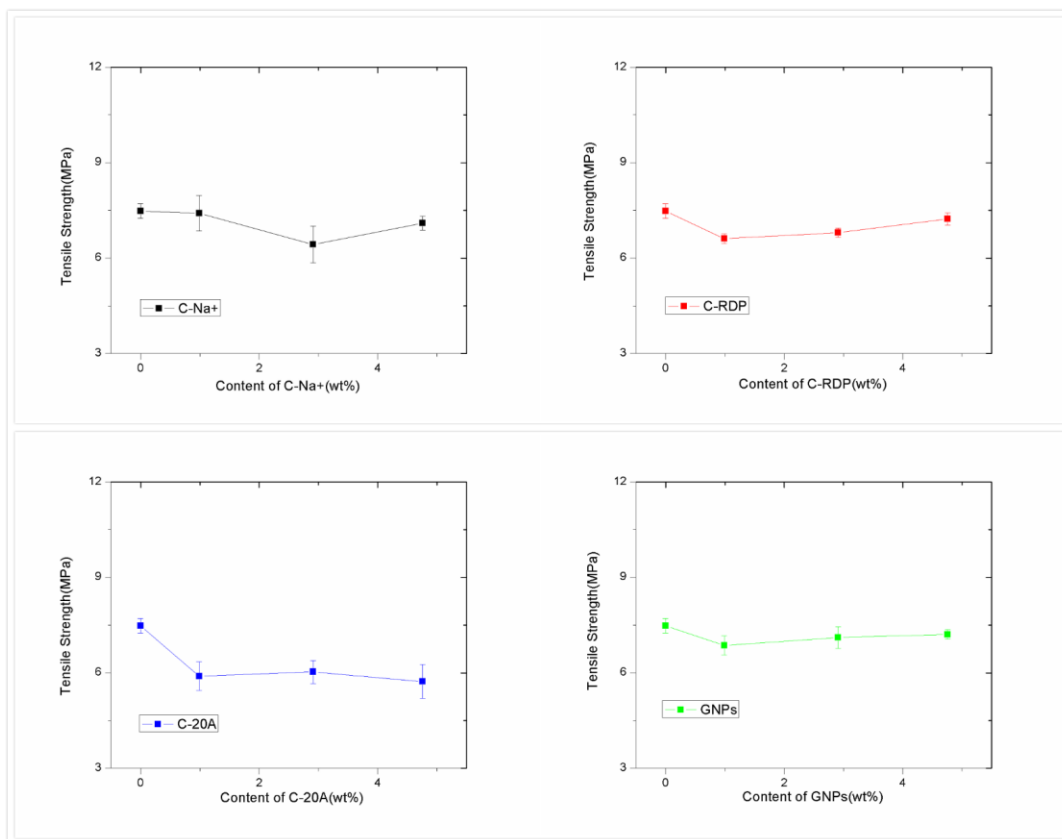 12
9
6
3
Tensile Strength(MPa)
C-Na+
0 2 4
Content of C-Na+(wt%)
12
9
6
3
Tensile Strength(MPa)
C-RDP
0 2 4
Content of C-RDP(wt%)
12
9
6
3
Tensile Strength(MPa)
C-20A
0 2 4
Content of C-20A(wt%)
12
9
6
3
Tensile Strength(MPa)
GNPs
0 2 4
Content of GNPs(wt%)